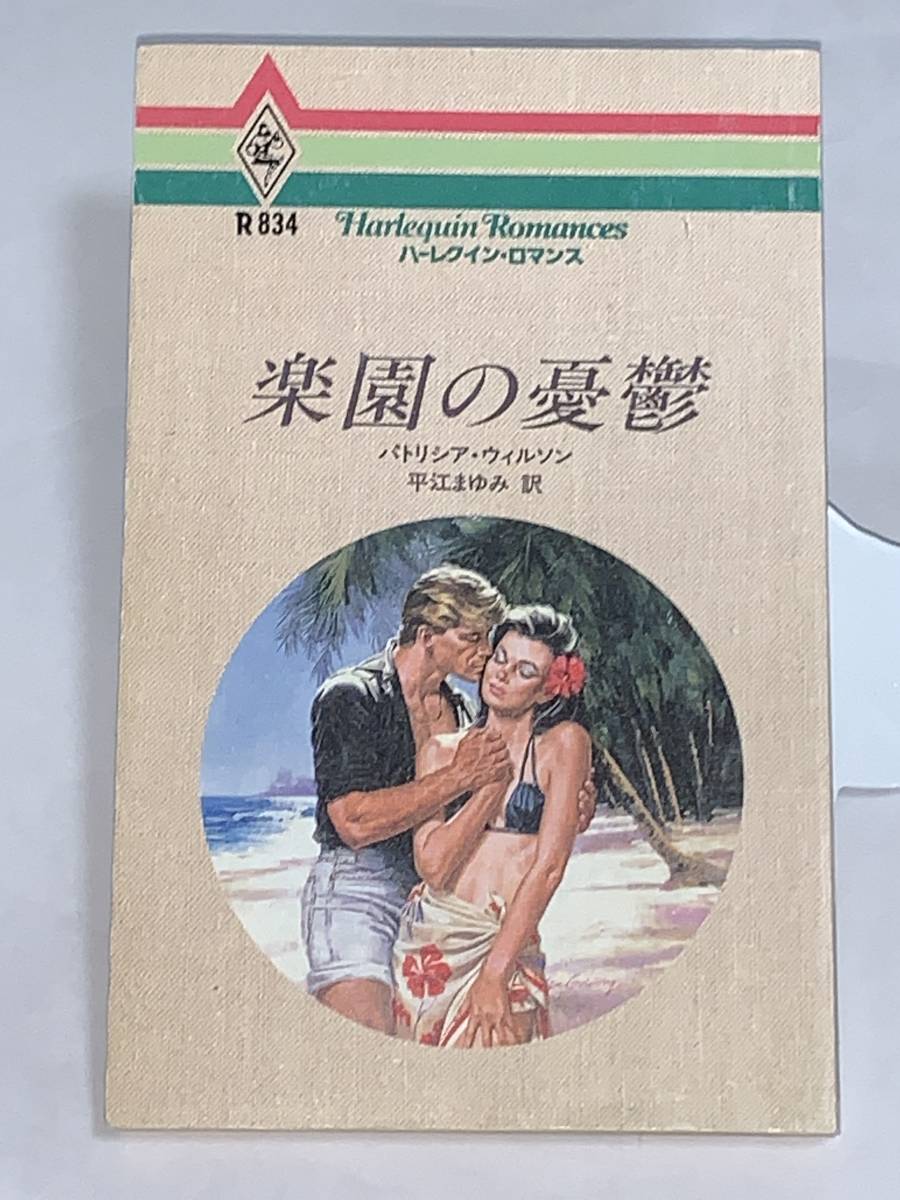 R834 Harlequin Romances
ハーレクイン・ロマンス
楽園の憂鬱
パトリシア・ウィルソン
平江まゆみ 訳